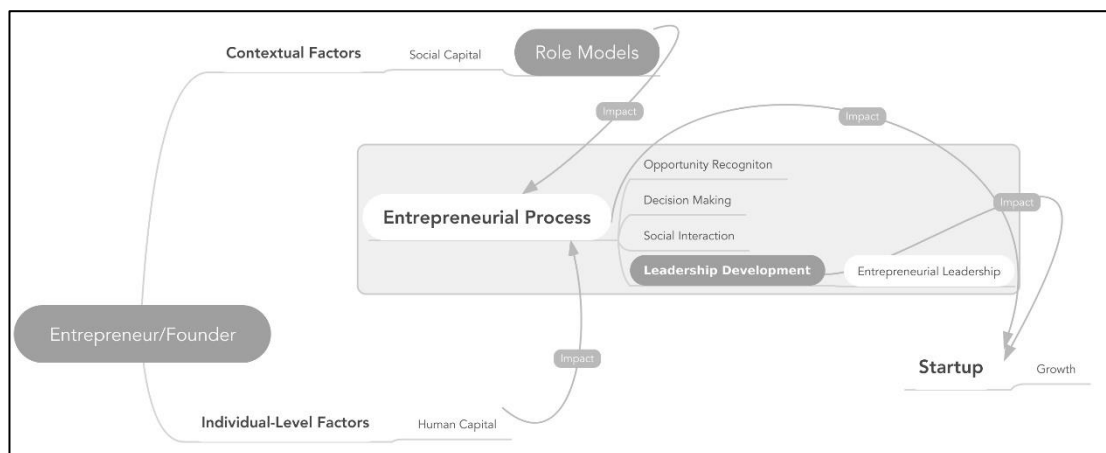 Contextual Factors
Social Capital
Role Models
Impact
Impact
Opportunity Recogniton
Entrepreneurial Process
Decision Making
Impact
Social Interaction
Leadership Development
Entrepreneurial Leadership
Entrepreneur/Founder
Impact
Startup
Growth
Individual-Level Factors
Human Capital